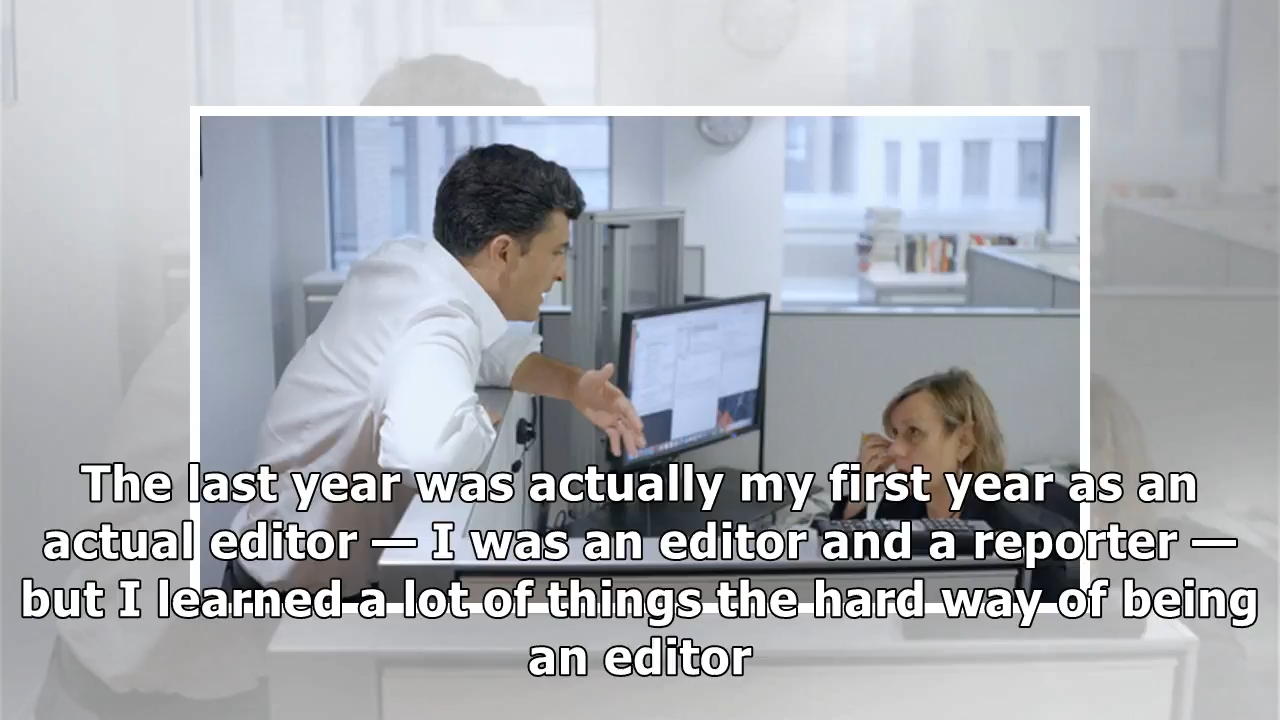 The last year was actually my first year as an
actual editor — I was an editor and a reporter —
but I learned a lot of things the hard way of being
an editor